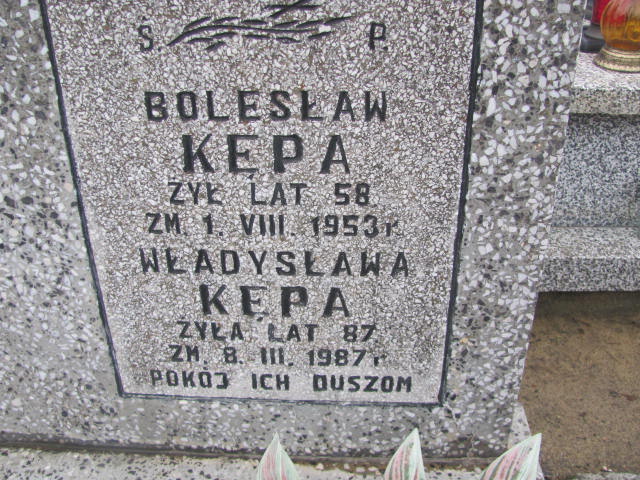 Ś. P.
BOLESŁAW
KĘPA
ŻYŁ LAT 58
ZM. 1. VIII. 1953 r
WŁADYSŁAWA
KĘPA
ŻYŁA LAT 87
ZM. 8. III. 1987 r
POKÓJ ICH DUSZOM